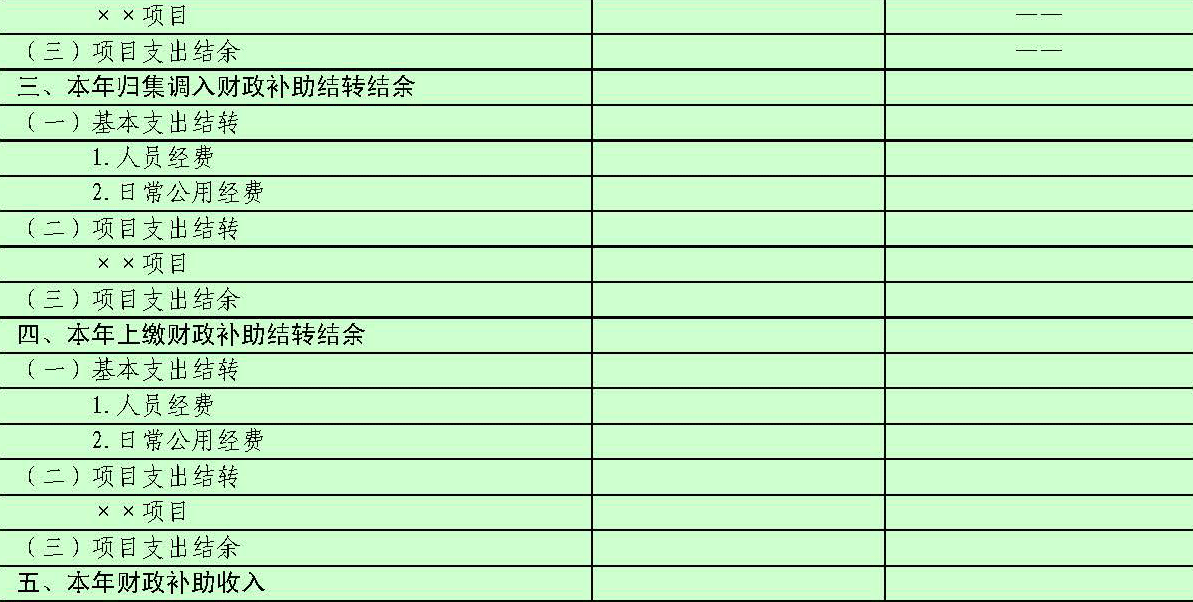 ××项目 ——
（三）项目支出结余 ——
三、本年归集调入财政补助结转结余
（一）基本支出结转
1.人员经费
2.日常公用经费
（二）项目支出结转
××项目
（三）项目支出结余
四、本年上缴财政补助结转结余
（一）基本支出结转
1.人员经费
2.日常公用经费
（二）项目支出结转
××项目
（三）项目支出结余
五、本年财政补助收入